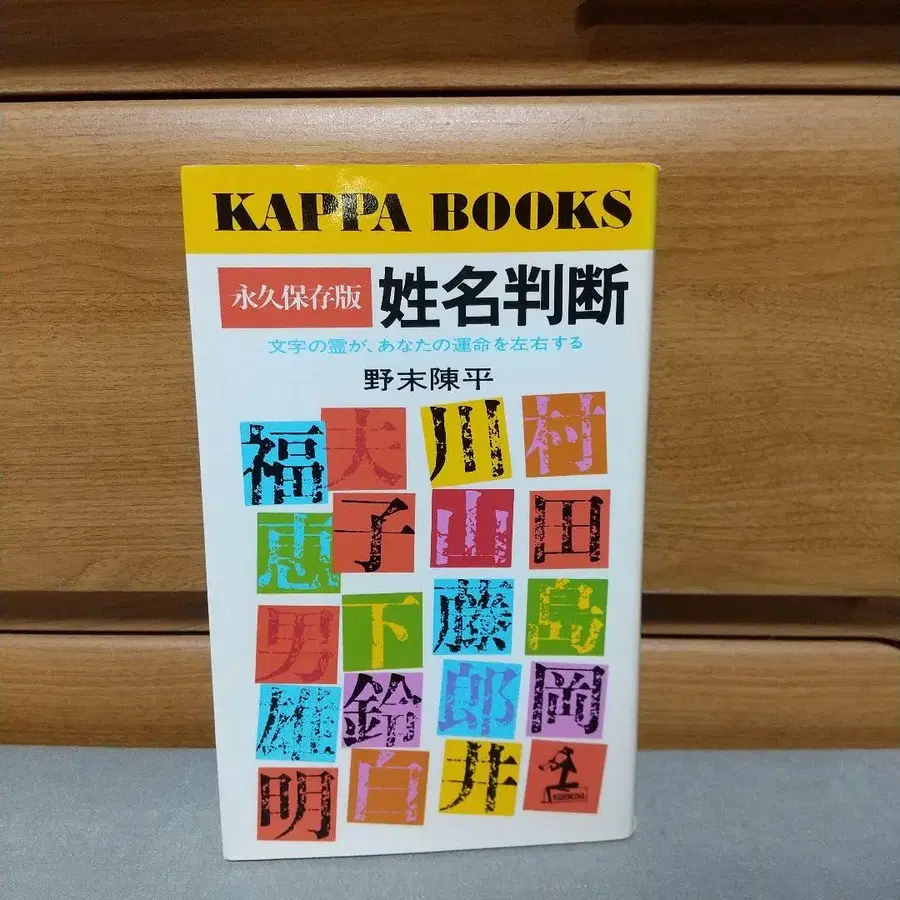 KAPPA BOOKS
永久保存版 姓名判断
文字の霊が、あなたの運命を左右する
野末陳平
福 夫 川 村
恵 子 山 田
男 下 藤 島
雄 鈴 郎 岡
明 白 井